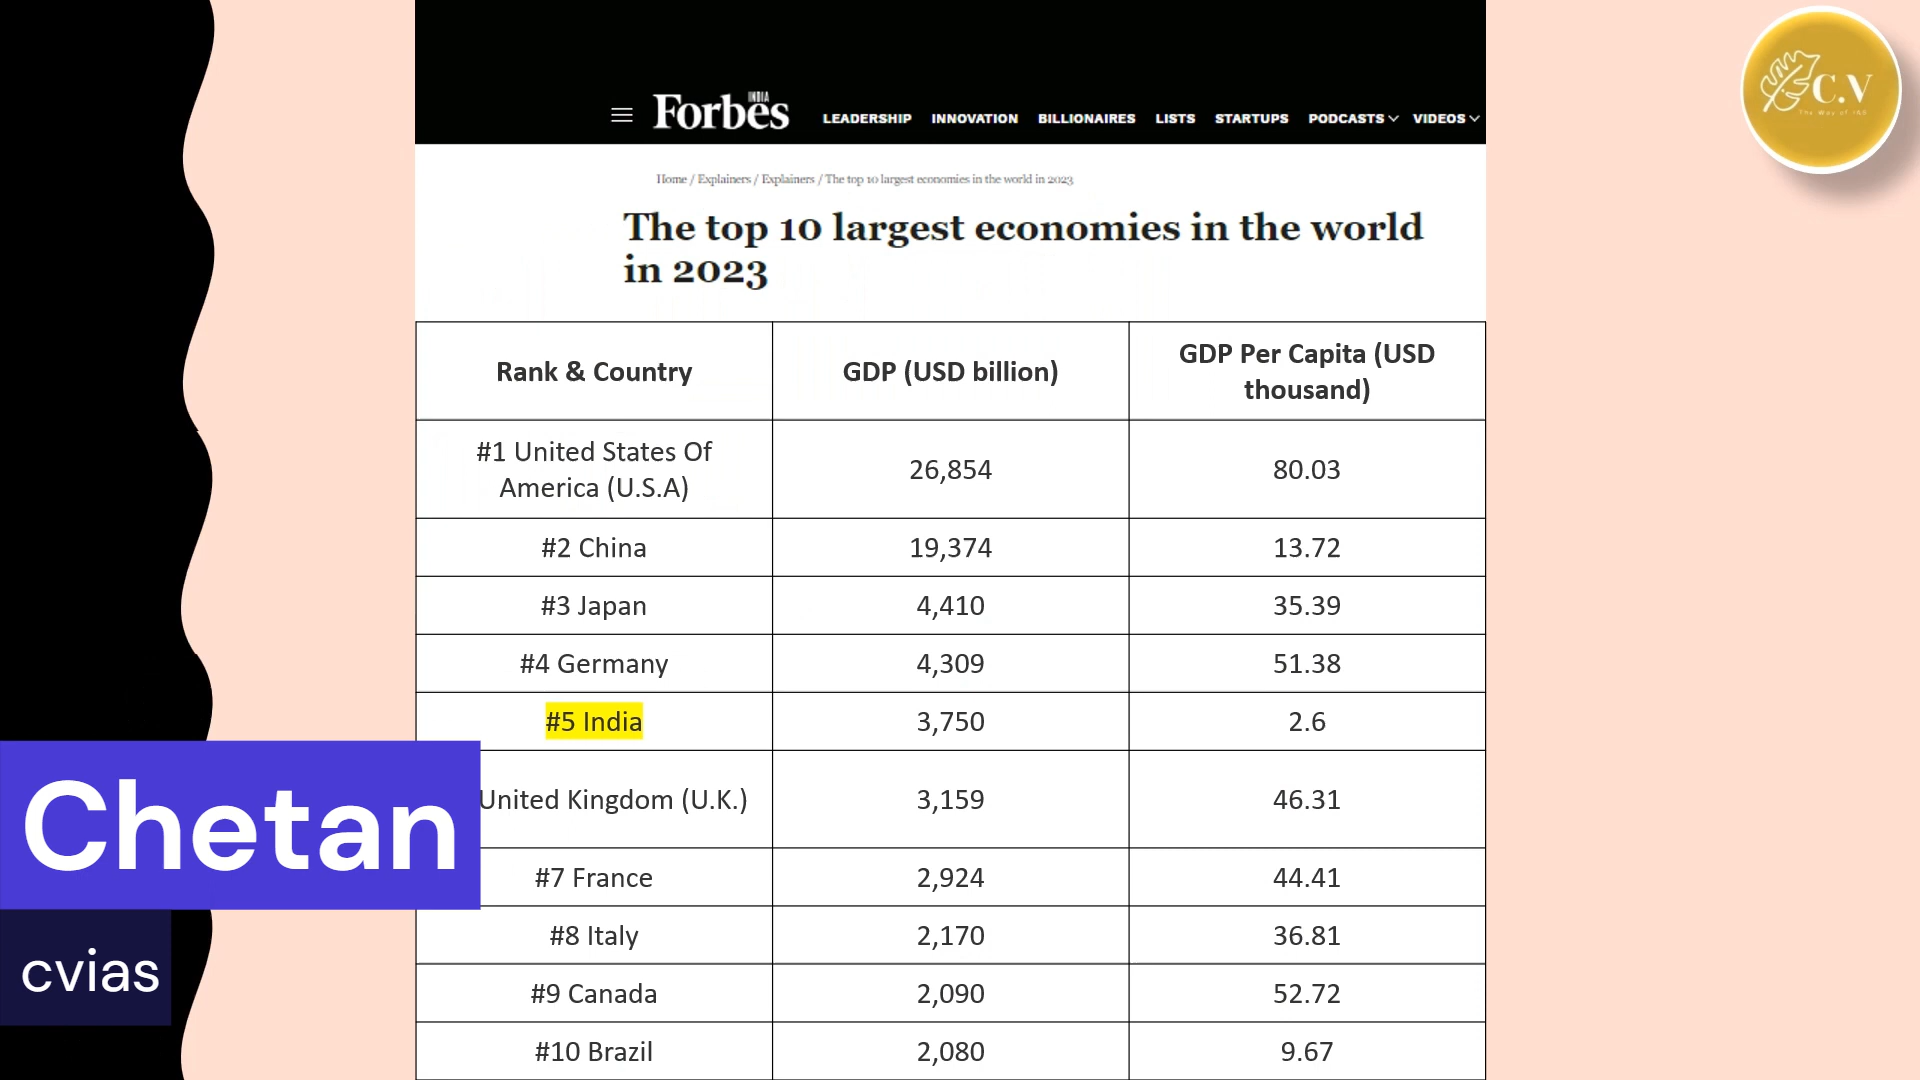 INDIA
Forbes
LEADERSHIP INNOVATION BILLIONAIRES LISTS STARTUPS PODCASTS VIDEOS
C.V
The Way of IAS
Home / Explainers / Explainers / The top 10 largest economies in the world in 2023
The top 10 largest economies in the world
in 2023
Rank & Country GDP (USD billion) GDP Per Capita (USD
thousand)
#1 United States Of
America (U.S.A) 26,854 80.03
#2 China 19,374 13.72
#3 Japan 4,410 35.39
#4 Germany 4,309 51.38
#5 India 3,750 2.6
United Kingdom (U.K.) 3,159 46.31
#7 France 2,924 44.41
#8 Italy 2,170 36.81
#9 Canada 2,090 52.72
#10 Brazil 2,080 9.67
Chetan
cvias